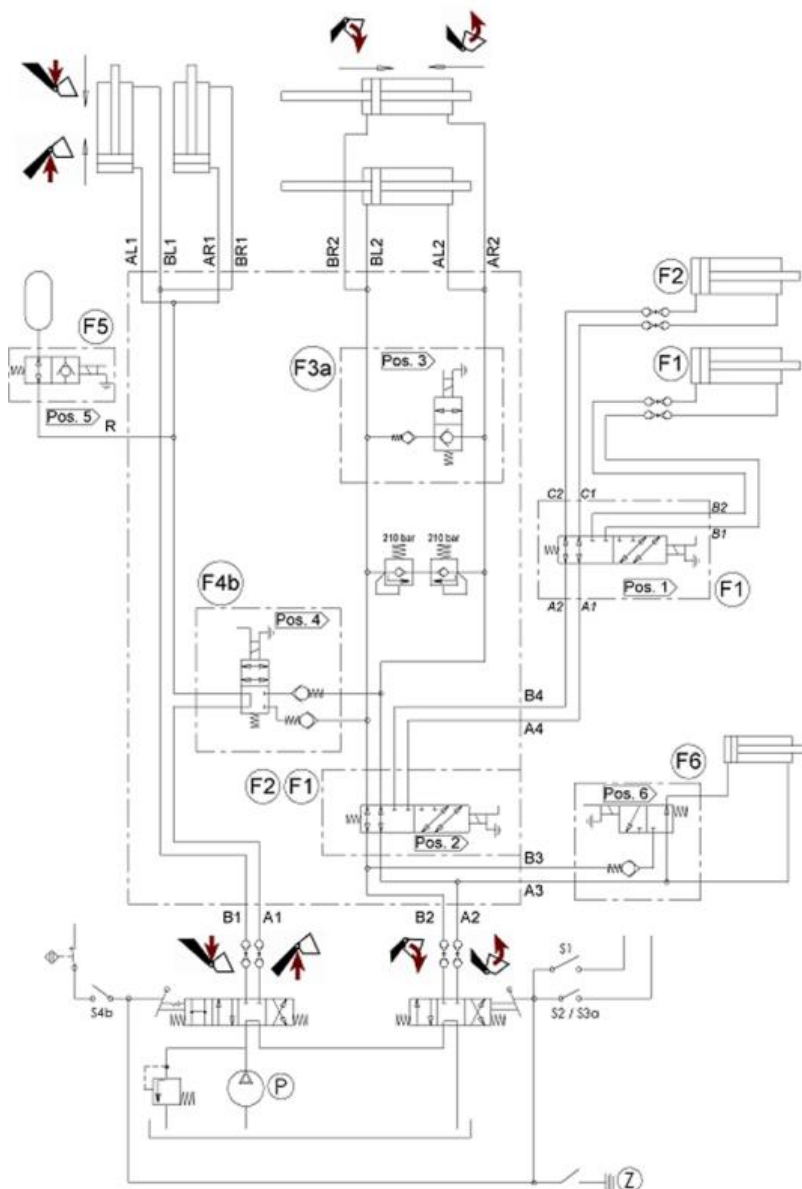 AL1
BL1
AR1
BR1
BR2
BL2
AL2
AR2
F2
F5
F3a
Pos. 3
F1
Pos. 5
R
C2
C1
B2
B1
210 bar
210 bar
F4b
Pos. 1
F1
Pos. 4
A2
A1
B4
A4
F2
F1
F6
Pos. 6
Pos. 2
B3
A3
B1
A1
B2
A2
S1
S4b
S2 / S3a
P
Z